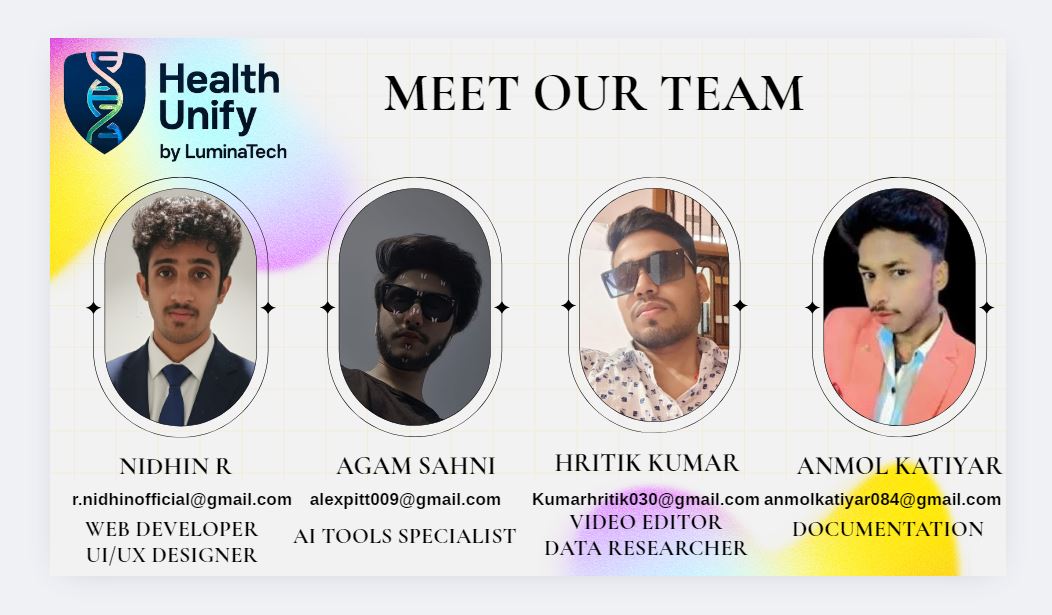 Health
Unify
by LuminaTech
MEET OUR TEAM
NIDHIN R
r.nidhinofficial@gmail.com
WEB DEVELOPER
UI/UX DESIGNER
AGAM SAHNI
alexpitt009@gmail.com
AI TOOLS SPECIALIST
HRITIK KUMAR
Kumarhritik030@gmail.com
VIDEO EDITOR
DATA RESEARCHER
ANMOL KATIYAR
anmolkatiyar084@gmail.com
DOCUMENTATION